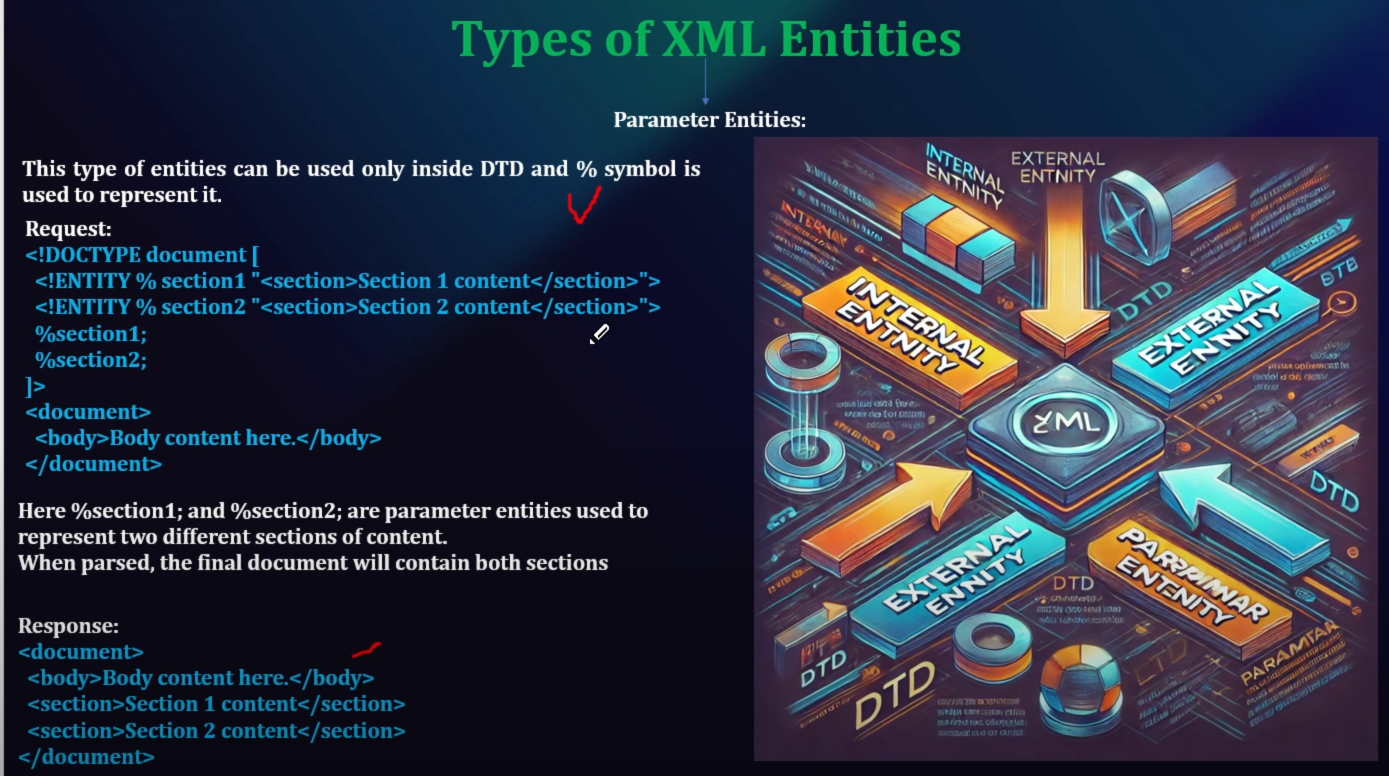 Types of XML Entities
Parameter Entities:
This type of entities can be used only inside DTD and % symbol is
used to represent it.
Request:
<!DOCTYPE document [
<!ENTITY % section1 "<section>Section 1 content</section>">
<!ENTITY % section2 "<section>Section 2 content</section>">
%section1;
%section2;
]>
<document>
<body>Body content here.</body>
</document>
Here %section1; and %section2; are parameter entities used to
represent two different sections of content.
When parsed, the final document will contain both sections
Response:
<document>
<body>Body content here.</body>
<section>Section 1 content</section>
<section>Section 2 content</section>
</document>
INTERNAL
ENTNITY
EXTERNAL
ENTNITY
DTD
INTERNAL
ENTNITY
EXTERNAL
ENNITY
XML
DTD
EXTERNAL
ENNITY
DTD
DTD
DTD